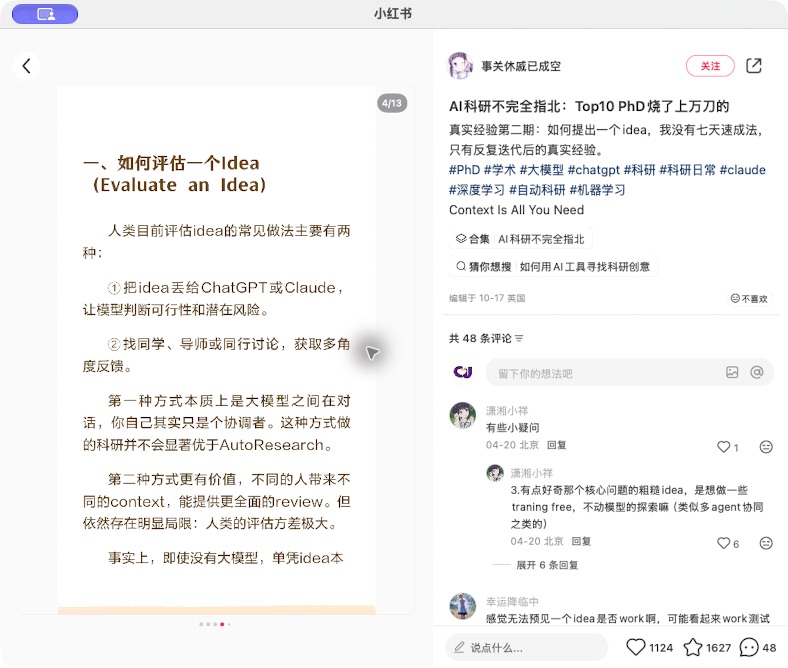 小红书
4/13
一、如何评估一个Idea
（Evaluate an Idea）
人类目前评估idea的常见做法主要有两
种：
①把idea丢给ChatGPT或Claude，
让模型判断可行性和潜在风险。
②找同学、导师或同行讨论，获取多角
度反馈。
第一种方式本质上是大模型之间在对
话，你自己其实只是个协调者。这种方式做
的科研并不会显著优于AutoResearch。
第二种方式更有价值，不同的人带来不
同的context，能提供更全面的review。但
依然存在明显局限：人类的评估方差极大。
事实上，即使没有大模型，单凭idea本
事关休戚已成空
关注
AI科研不完全指北：Top10 PhD烧了上万刀的
真实经验第二期：如何提出一个idea，我没有七天速成法，
只有反复迭代后的真实经验。
#PhD #学术 #大模型 #chatgpt #科研 #科研日常 #claude
#深度学习 #自动科研 #机器学习
Context Is All You Need
合集 AI科研不完全指北
猜你想搜 如何用AI工具寻找科研创意
编辑于 10-17 英国
不喜欢
共 48 条评论
CJ
留下你的想法吧
潇湘小祥
有些小疑问
04-20 北京 回复
1
潇湘小祥
3.有点好奇那个核心问题的粗糙idea，是想做一些
traning free，不动模型的探索嘛（类似多agent协同
之类的）
04-20 北京 回复
6
展开 6 条回复
幸运降临中
感觉无法预见一个idea是否work啊，可能看起来work测试
说点什么...
1124
1627
48